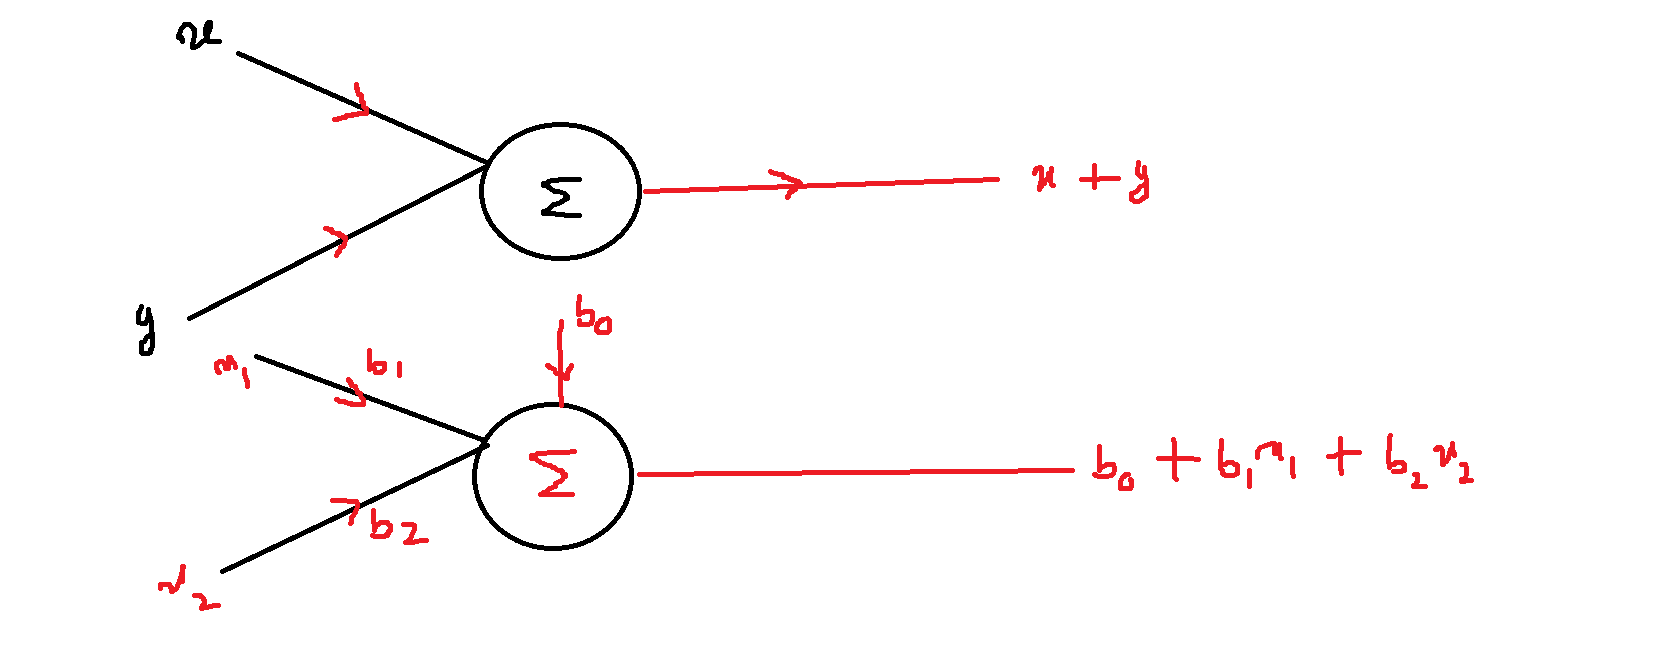 x
Σ
x + y
y
b₀
x₁
b₁
Σ
b₀ + b₁x₁ + b₂x₂
b₂
x₂